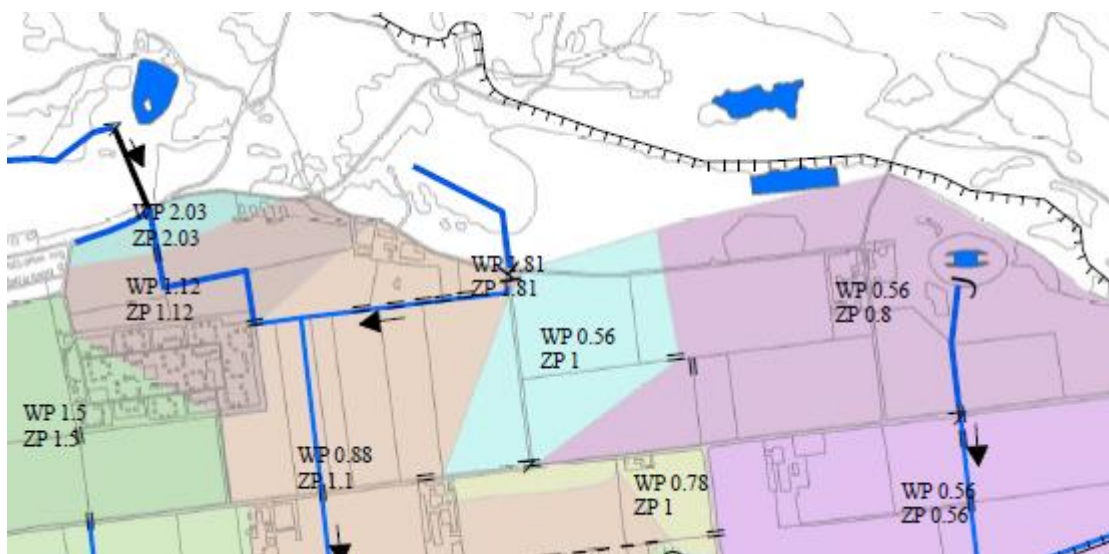 WP 2.03
ZP 2.03
WP 1.81
ZP 1.81
WP 1.12
ZP 1.12
WP 0.56
ZP 0.8
WP 0.56
ZP 1
WP 1.5
ZP 1.5
WP 0.88
ZP 1.1
WP 0.78
ZP 1
WP 0.56
ZP 0.56